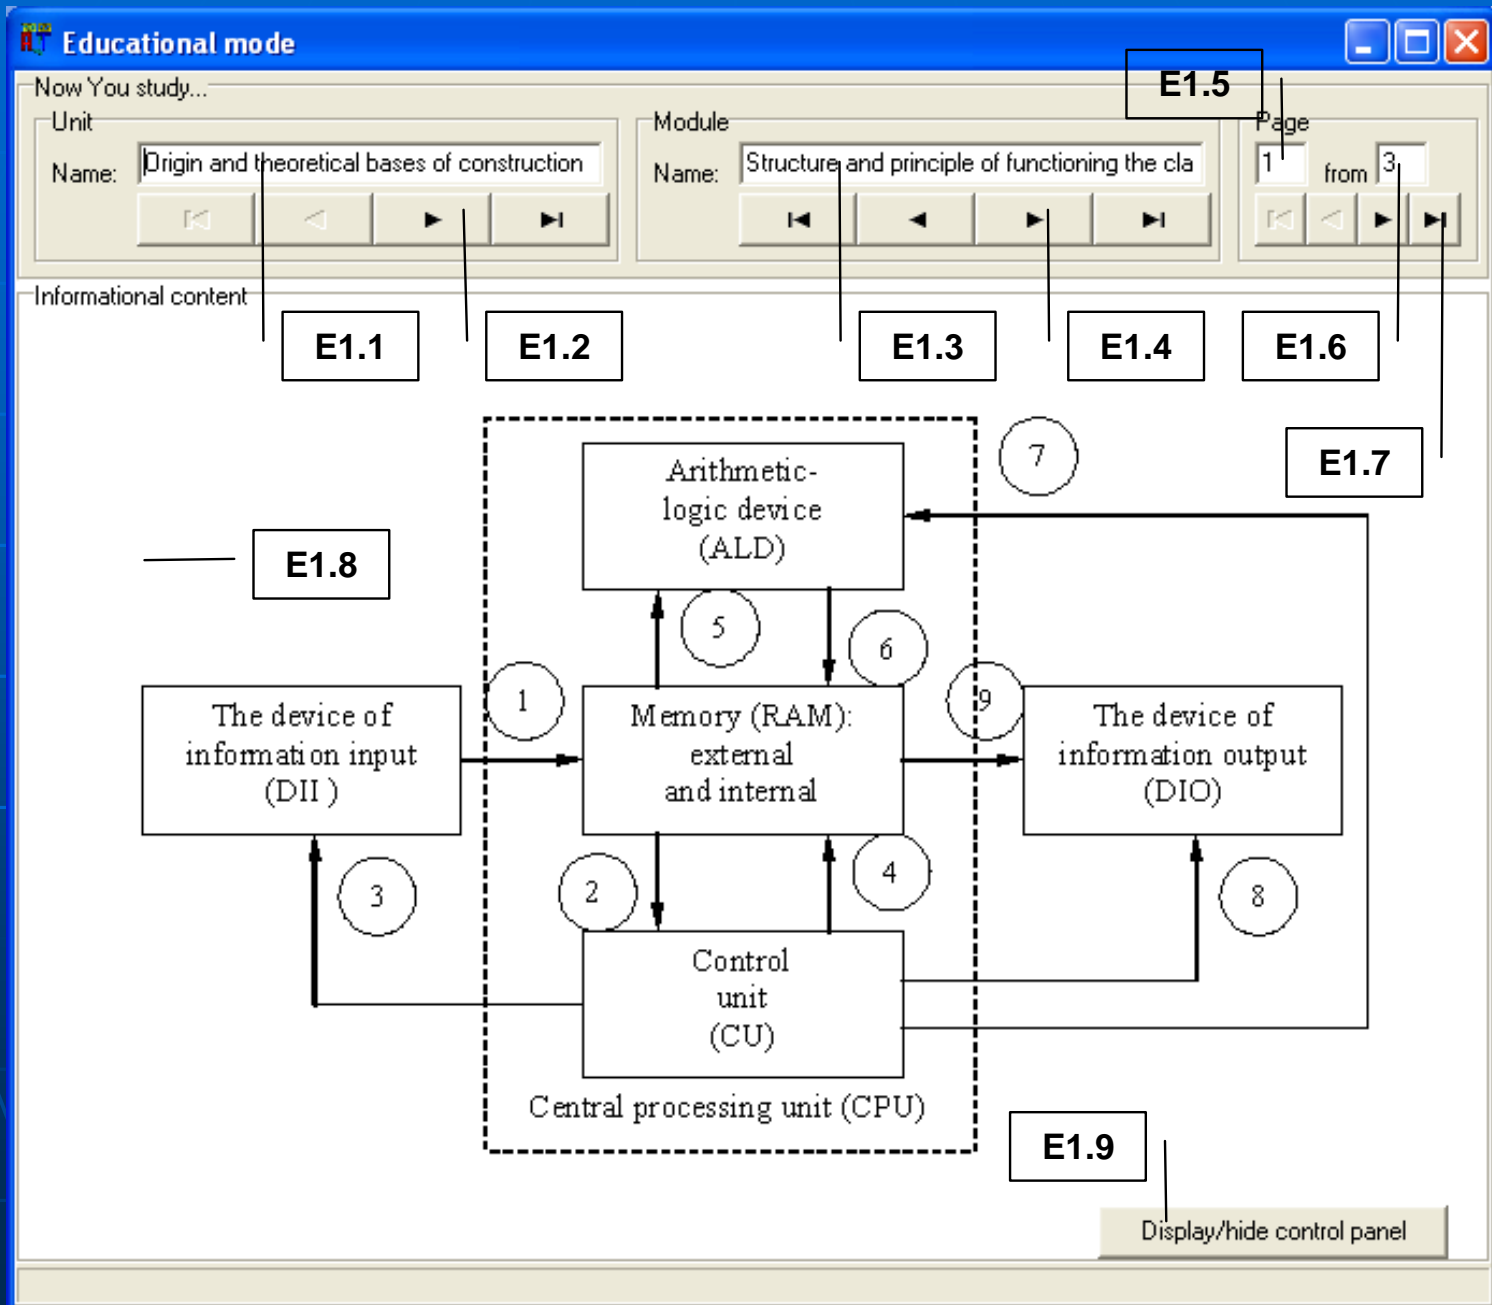 Educational mode
Now You study...
Unit
Module
Page
Name:
Origin and theoretical bases of construction
Name:
Structure and principle of functioning the cla
1 from 3
E1.5
Informational content
E1.1
E1.2
E1.3
E1.4
E1.6
E1.7
E1.8
7
Arithmetic-
logic device
(ALD)
5
6
1
9
The device of
information input
(DII )
Memory (RAM):
external
and internal
The device of
information output
(DIO)
3
2
4
8
Control
unit
(CU)
Central processing unit (CPU)
E1.9
Display/hide control panel